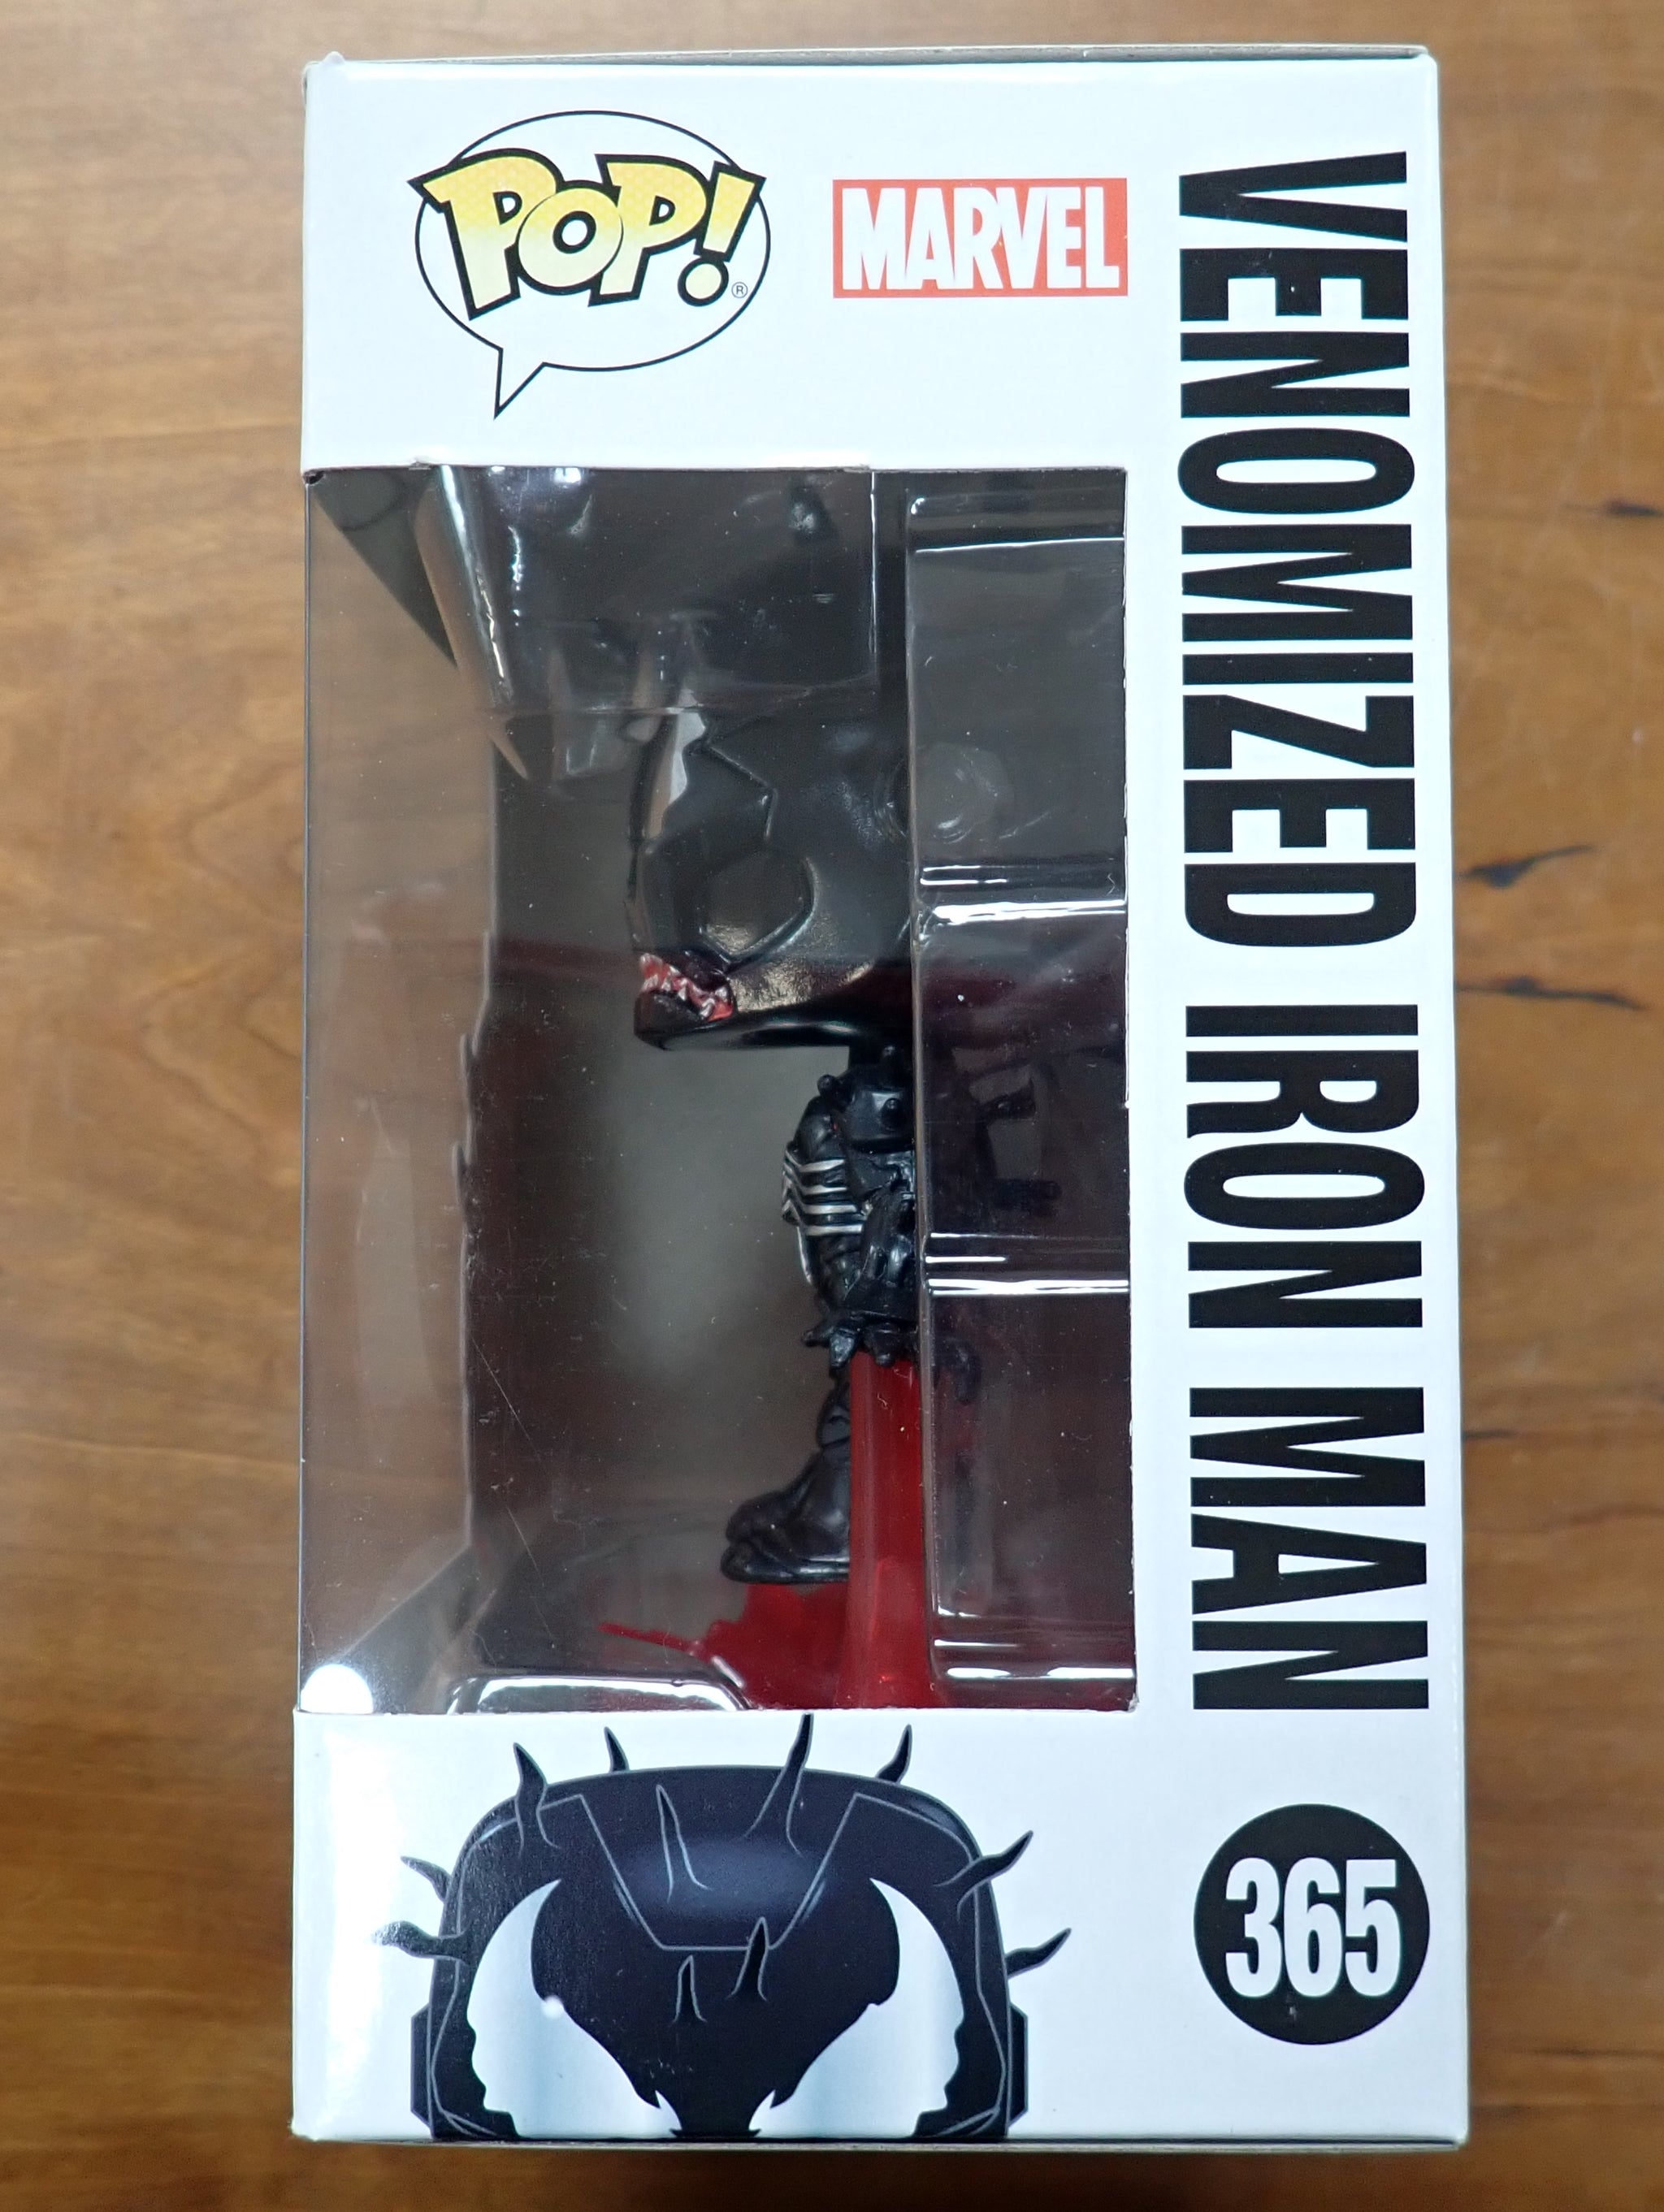 POP!®
MARVEL
VENOMIZED IRON MAN
365